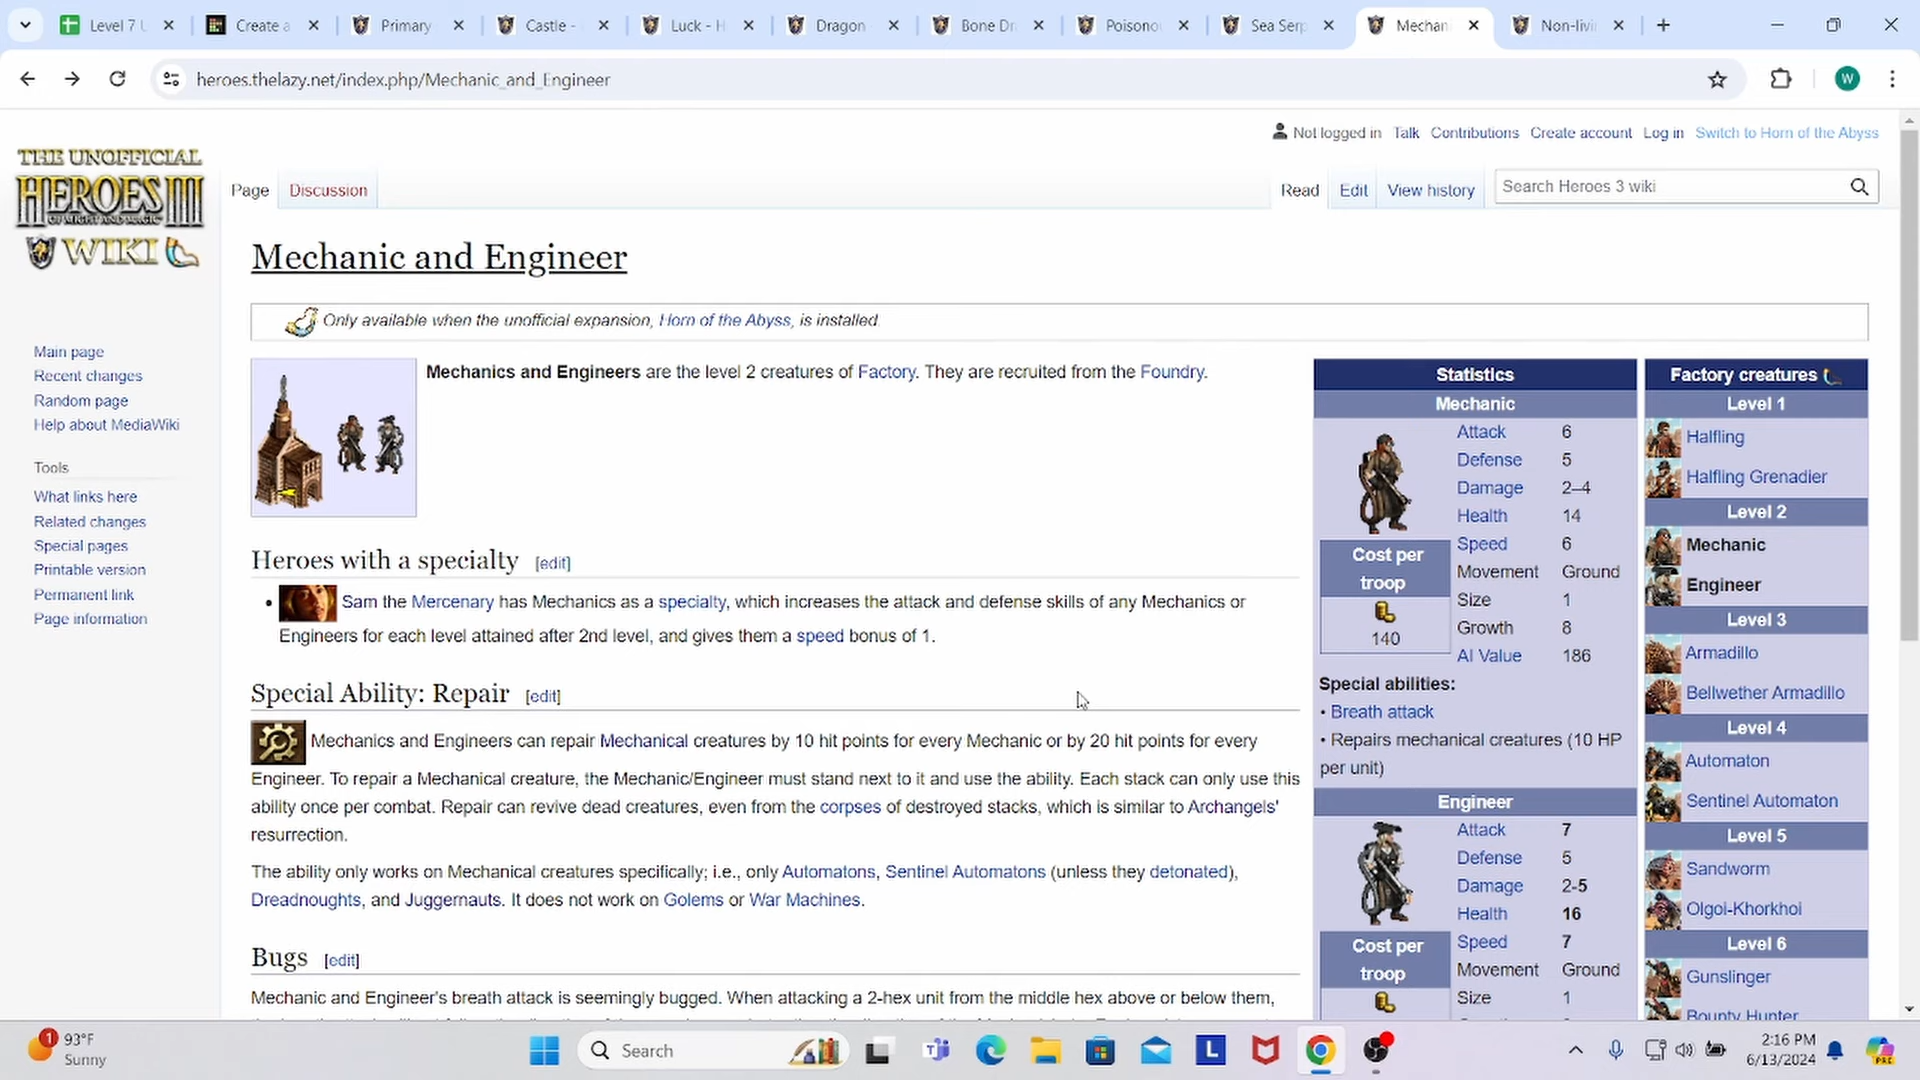 Level 7 U
Create a
Primary
Castle -
Luck - H
Dragon
Bone Dr
Poisono
Sea Serp
Mechan
Non-livi
heroes.thelazy.net/index.php/Mechanic_and_Engineer
W
Not logged in Talk Contributions Create account Log in Switch to Horn of the Abyss
THE UNOFFICIAL
HEROES III
OF MIGHT AND MAGIC
WIKI
Page Discussion
Read Edit View history
Search Heroes 3 wiki
Main page
Recent changes
Random page
Help about MediaWiki
Tools
What links here
Related changes
Special pages
Printable version
Permanent link
Page information
Mechanic and Engineer
Only available when the unofficial expansion, Horn of the Abyss, is installed.
Mechanics and Engineers are the level 2 creatures of Factory. They are recruited from the Foundry.
Heroes with a specialty [edit]
• Sam the Mercenary has Mechanics as a specialty, which increases the attack and defense skills of any Mechanics or
Engineers for each level attained after 2nd level, and gives them a speed bonus of 1.
Special Ability: Repair [edit]
Mechanics and Engineers can repair Mechanical creatures by 10 hit points for every Mechanic or by 20 hit points for every
Engineer. To repair a Mechanical creature, the Mechanic/Engineer must stand next to it and use the ability. Each stack can only use this
ability once per combat. Repair can revive dead creatures, even from the corpses of destroyed stacks, which is similar to Archangels'
resurrection.
The ability only works on Mechanical creatures specifically; i.e., only Automatons, Sentinel Automatons (unless they detonated),
Dreadnoughts, and Juggernauts. It does not work on Golems or War Machines.
Bugs [edit]
Mechanic and Engineer's breath attack is seemingly bugged. When attacking a 2-hex unit from the middle hex above or below them,
Statistics
Mechanic
Attack 6
Defense 5
Damage 2–4
Health 14
Speed 6
Movement Ground
Size 1
Growth 8
AI Value 186
Cost per
troop
140
Special abilities:
• Breath attack
• Repairs mechanical creatures (10 HP
per unit)
Engineer
Attack 7
Defense 5
Damage 2-5
Health 16
Speed 7
Movement Ground
Size 1
Cost per
troop
Factory creatures
Level 1
Halfling
Halfling Grenadier
Level 2
Mechanic
Engineer
Level 3
Armadillo
Bellwether Armadillo
Level 4
Automaton
Sentinel Automaton
Level 5
Sandworm
Olgoi-Khorkhoi
Level 6
Gunslinger
Bounty Hunter
1
93°F
Sunny
Search
L
PRE
2:16 PM
6/13/2024